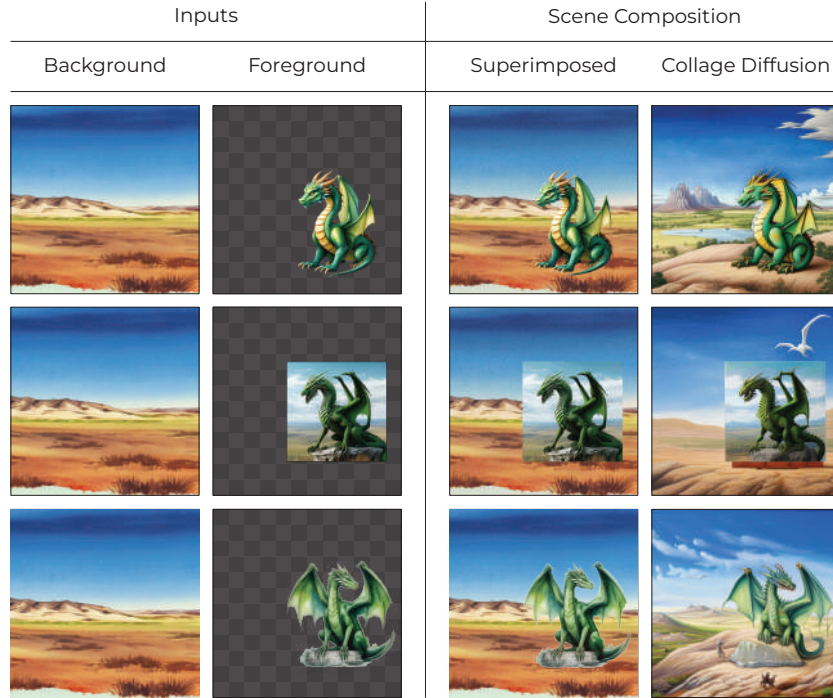 Inputs
Scene Composition
Background
Foreground
Superimposed
Collage Diffusion